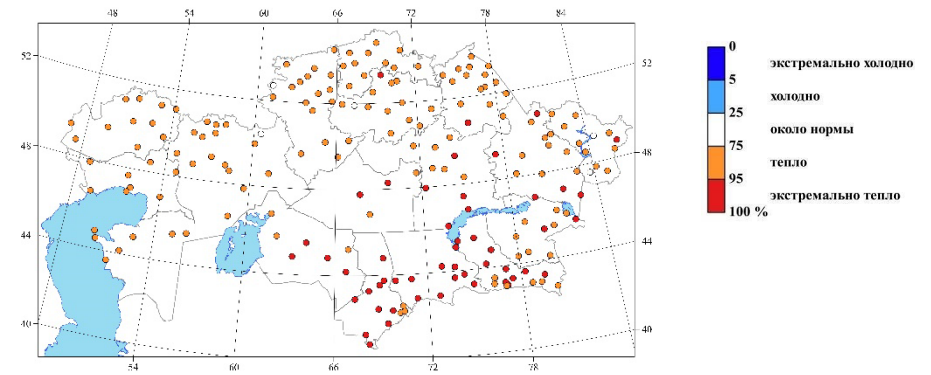 48 54 60 66 72 78 84
52 52
48 48
44 44
40 40
54 60 66 72 78
0
экстремально холодно
5
холодно
25
около нормы
75
тепло
95
экстремально тепло
100 %